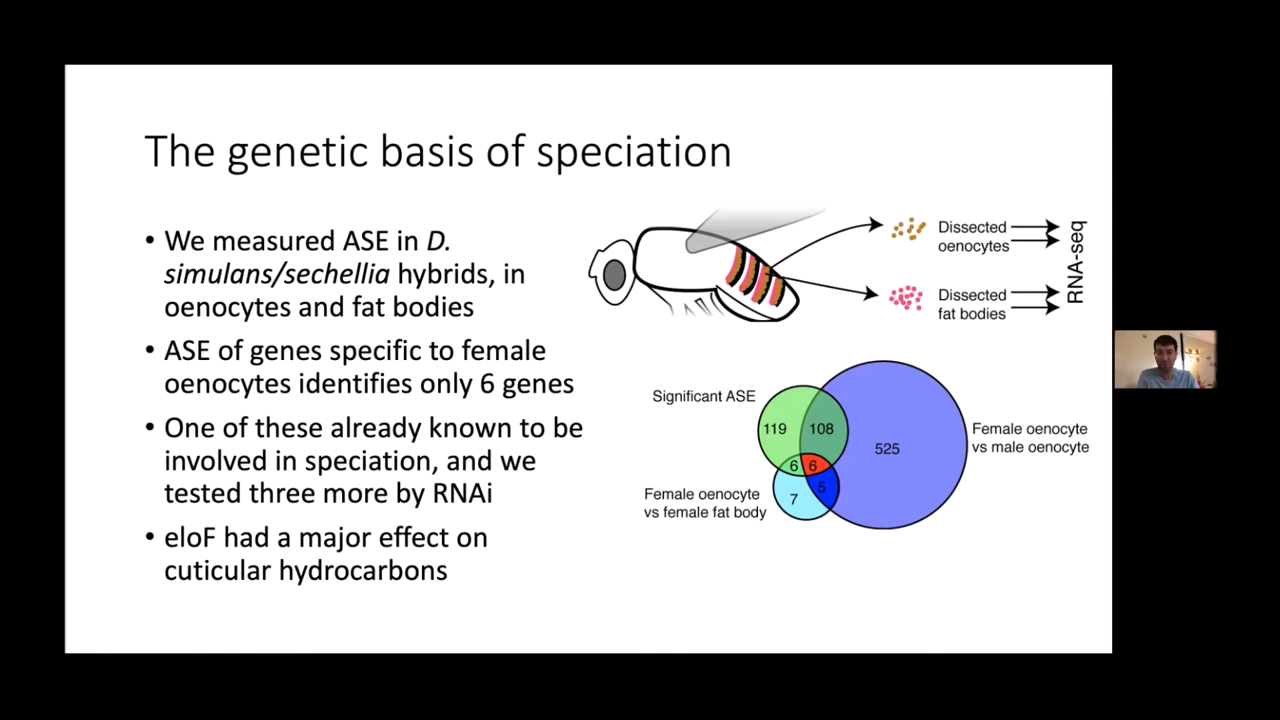 The genetic basis of speciation
• We measured ASE in D.
simulans/sechellia hybrids, in
oenocytes and fat bodies
• ASE of genes specific to female
oenocytes identifies only 6 genes
• One of these already known to be
involved in speciation, and we
tested three more by RNAi
• eloF had a major effect on
cuticular hydrocarbons
Dissected
oenocytes
Dissected
fat bodies
RNA-seq
Significant ASE
119
108
525
Female oenocyte
vs male oenocyte
6
6
5
7
Female oenocyte
vs female fat body